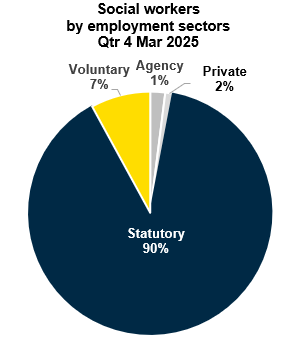 Social workers
by employment sectors
Qtr 4 Mar 2025
Voluntary
7%
Agency
1%
Private
2%
Statutory
90%